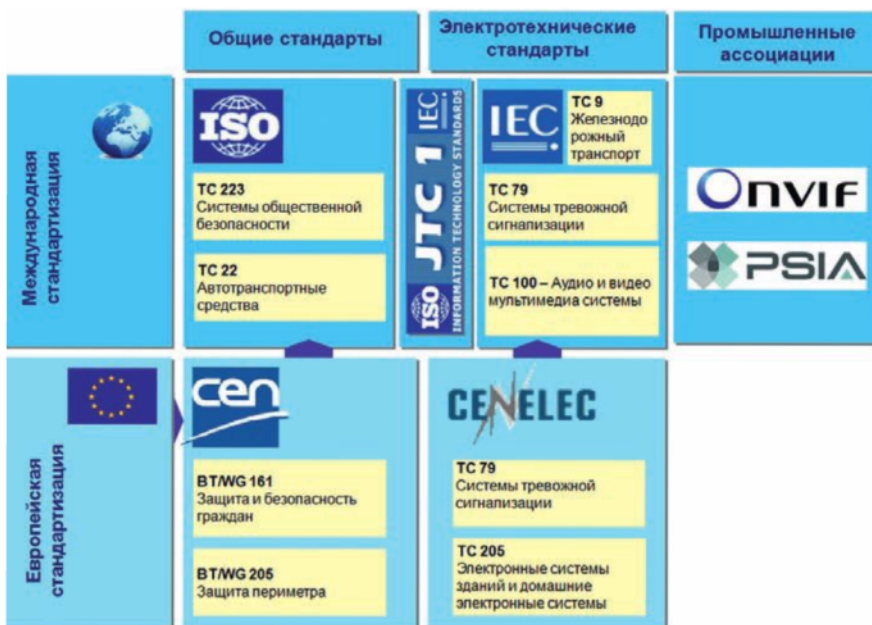 Общие стандарты
Электротехнические
стандарты
Промышленные
ассоциации
Международная
стандартизация
ISO
TC 223
Системы общественной
безопасности
TC 22
Автотранспортные
средства
ISO JTC 1 IEC
INFORMATION TECHNOLOGY STANDARDS
IEC
TC 9
Железнодо
рожный
транспорт
TC 79
Системы тревожной
сигнализации
TC 100 – Аудио и видео
мультимедиа системы
ONVIF
PSIA
Европейская
стандартизация
cen
BT/WG 161
Защита и безопасность
граждан
BT/WG 205
Защита периметра
CENELEC
TC 79
Системы тревожной
сигнализации
TC 205
Электронные системы
зданий и домашние
электронные системы